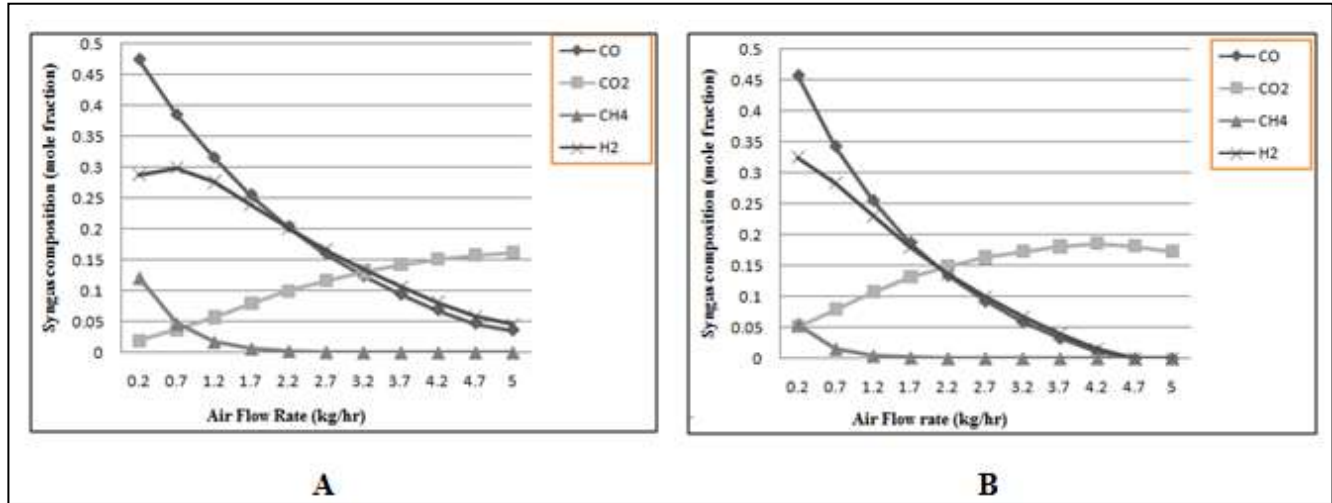 Syngas composition (mole fraction)
0.5
0.45
0.4
0.35
0.3
0.25
0.2
0.15
0.1
0.05
0
0.2 0.7 1.2 1.7 2.2 2.7 3.2 3.7 4.2 4.7 5
Air Flow Rate (kg/hr)
CO
CO2
CH4
H2
A
Syngas composition (mole fraction)
0.5
0.45
0.4
0.35
0.3
0.25
0.2
0.15
0.1
0.05
0
0.2 0.7 1.2 1.7 2.2 2.7 3.2 3.7 4.2 4.7 5
Air Flow rate (kg/hr)
CO
CO2
CH4
H2
B